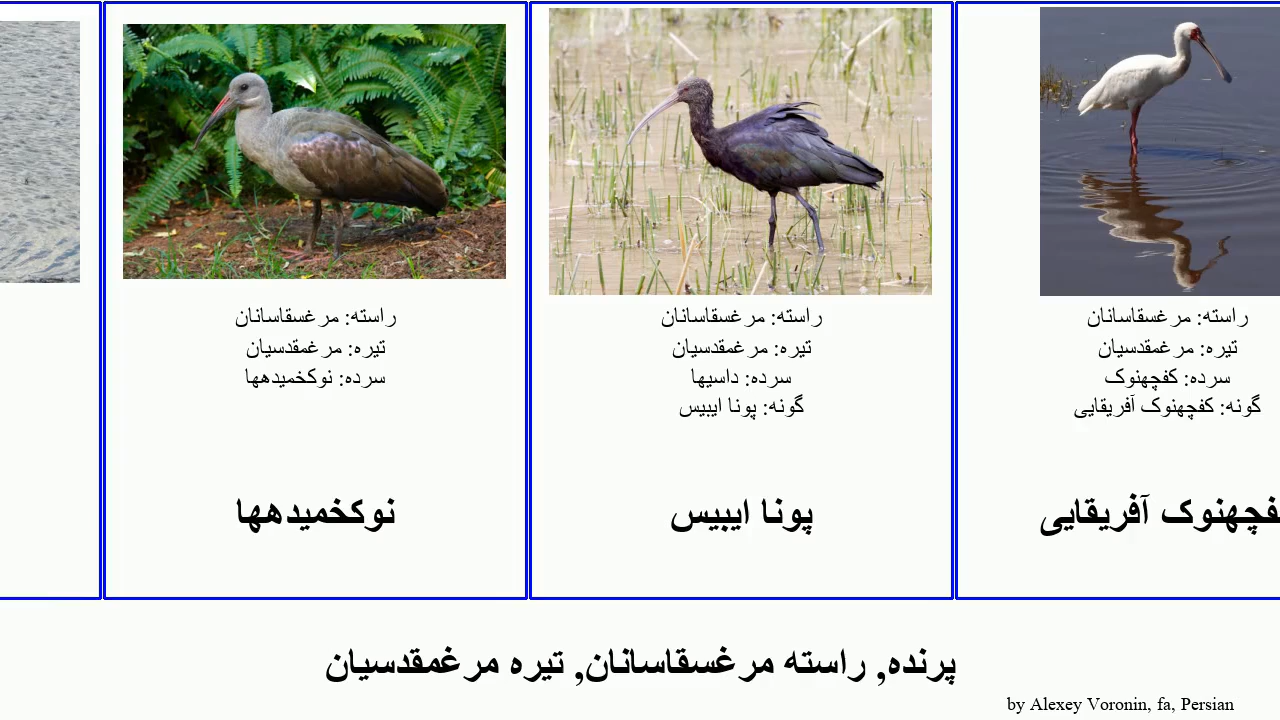 راسته: مرغسقاسانان
تیره: مرغمقدسیان
سرده: نوکخمیدهها
نوکخمیدهها
راسته: مرغسقاسانان
تیره: مرغمقدسیان
سرده: داسیها
گونه: پونا ایبیس
پونا ایبیس
راسته: مرغسقاسانان
تیره: مرغمقدسیان
سرده: کفچهنوک
گونه: کفچهنوک آفریقایی
فچهنوک آفریقایی
پرنده, راسته مرغسقاسانان, تیره مرغمقدسیان
by Alexey Voronin, fa, Persian